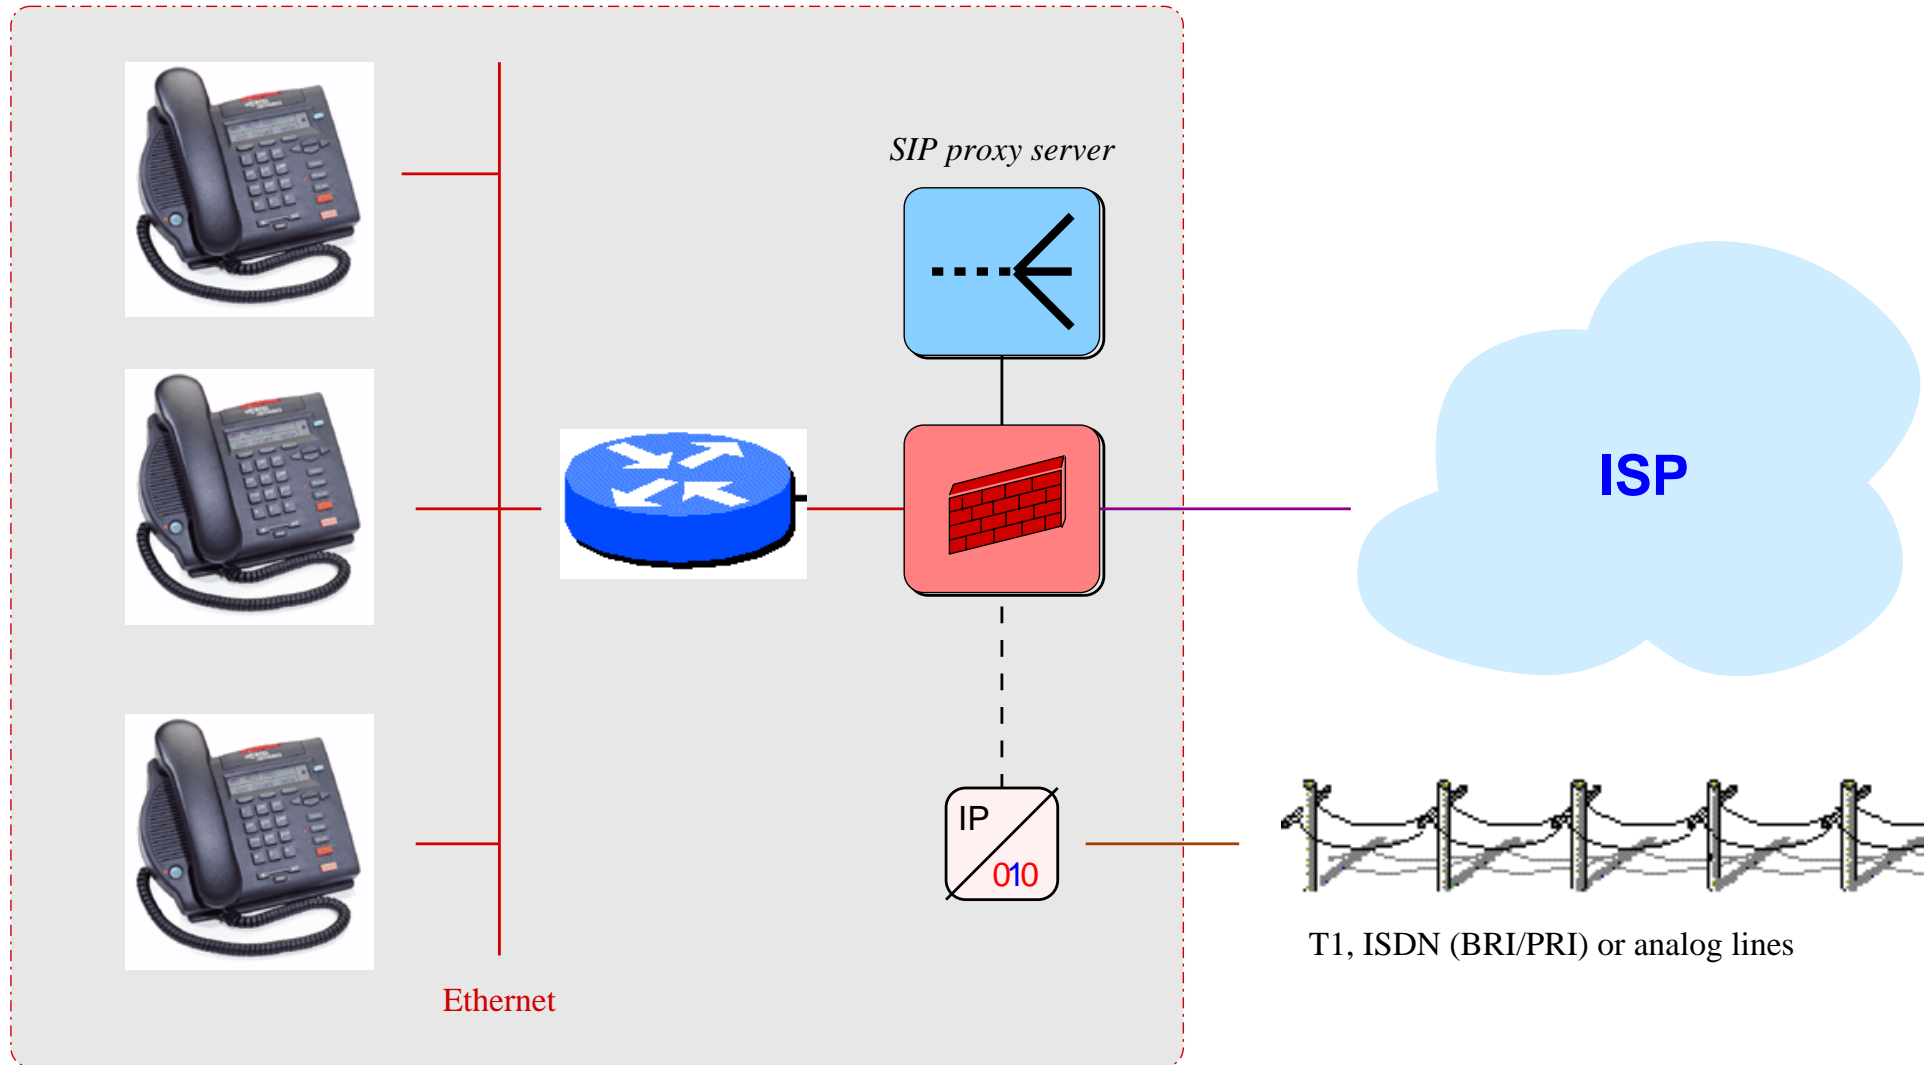 SIP proxy server
ISP
IP
010
T1, ISDN (BRI/PRI) or analog lines
Ethernet